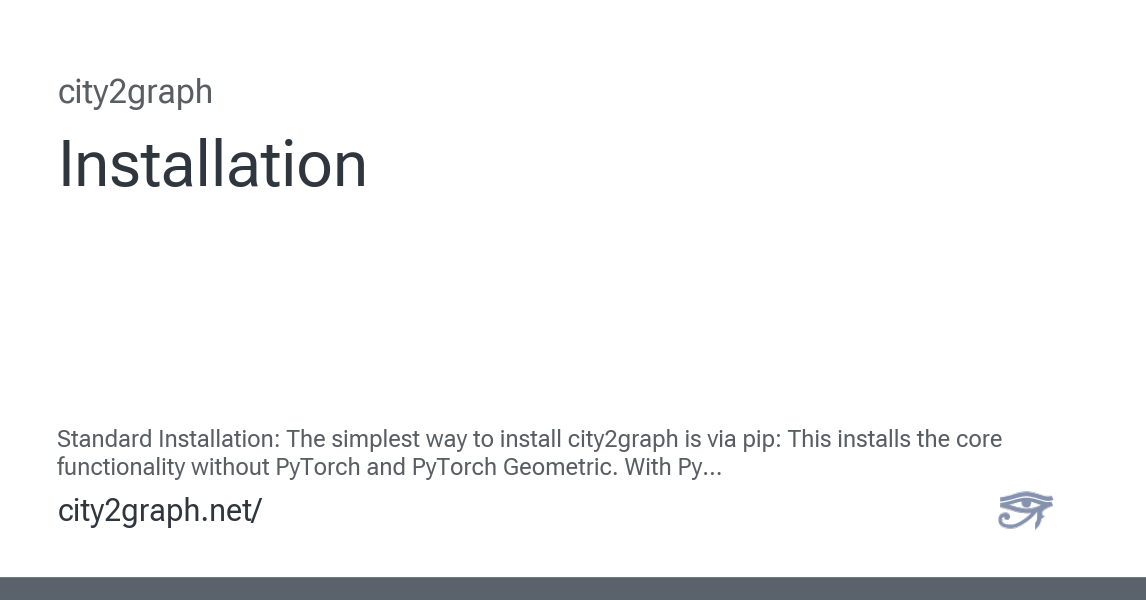 city2graph
Installation
Standard Installation: The simplest way to install city2graph is via pip: This installs the core
functionality without PyTorch and PyTorch Geometric. With Py...
city2graph.net/